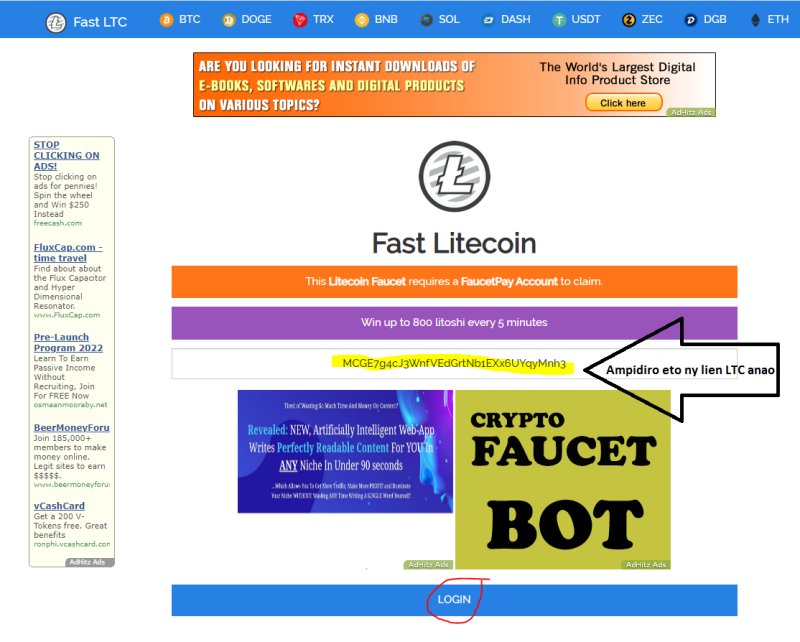 Fast LTC BTC DOGE TRX BNB SOL DASH USDT ZEC DGB ETH
ARE YOU LOOKING FOR INSTANT DOWNLOADS OF
E-BOOKS, SOFTWARES AND DIGITAL PRODUCTS
ON VARIOUS TOPICS?
The World's Largest Digital
Info Product Store
Click here
AdHitz Ads
STOP
CLICKING ON
ADS!
Stop clicking on
ads for pennies!
Spin the wheel
and Win $250
Instead
freecash.com
FluxCap.com -
time travel
Find about about
the Flux Capacitor
and Hyper
Dimensional
Resonator.
www.FluxCap.com
Pre-Launch
Program 2022
Learn To Earn
Passive Income
Without
Recruiting, Join
For FREE Now
osmaanmooraby.net
BeerMoneyForu
Join 185,000+
members to make
money online.
Legit sites to earn
$$$$$.
www.beermoneyforu
vCashCard
Get a 200 V-
Tokens free. Great
benefits
ronphi.vcashcard.con
AdHitz Ads
Fast Litecoin
This Litecoin Faucet requires a FaucetPay Account to claim.
Win up to 800 litoshi every 5 minutes
MCGE7g4cJ3WnfVEdGrtNb1EXx6UYqyMnh3
Ampidiro eto ny lien LTC anao
Tired of Wasting So Much Time And Money On Content?
Revealed: NEW, Artificially Intelligent Web-App
Writes Perfectly Readable Content For YOU In
ANY Niche In Under 90 seconds
...Which Allows You To Get More Traffic, Make More PROFIT and Dominate
Your Niche WITHOUT Wasting ANY Time Writing A SINGLE Word Yourself!
AdHitz Ads
CRYPTO
FAUCET
BOT
AdHitz Ads
LOGIN